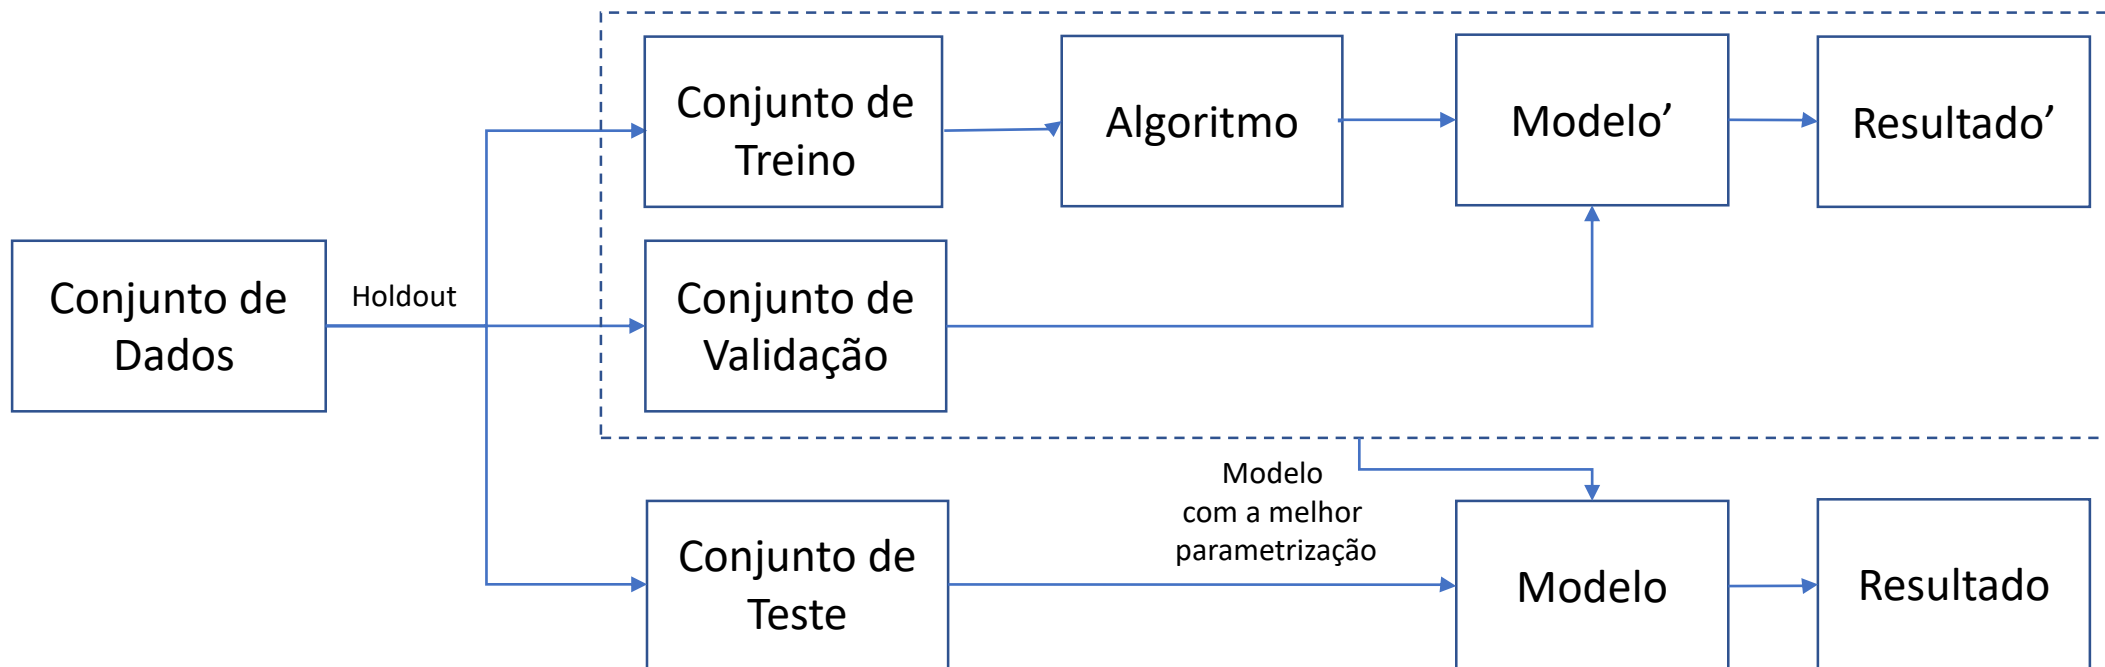 Conjunto de
Treino
Algoritmo
Modelo’
Resultado’
Conjunto de
Dados
Holdout
Conjunto de
Validação
Modelo
com a melhor
parametrização
Conjunto de
Teste
Modelo
Resultado